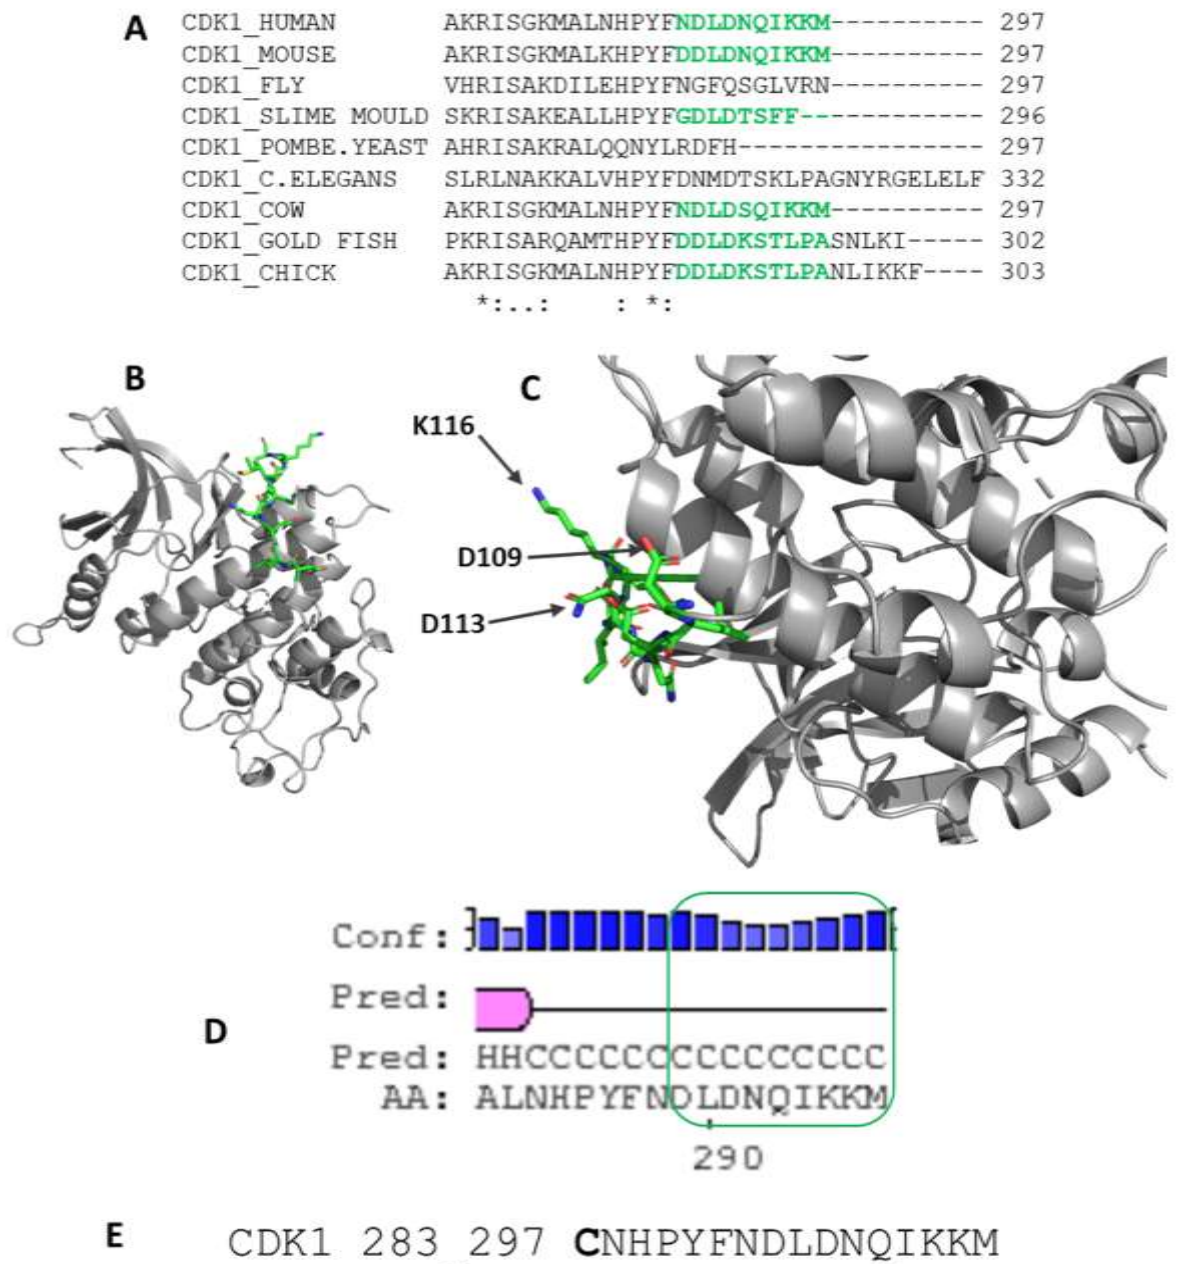 A
CDK1_HUMAN AKRISGKMALNHPYFNDLDNQIKKM---------- 297
CDK1_MOUSE AKRISGKMALKHPYFDDLDNQIKKM---------- 297
CDK1_FLY VHRISAKDILEHPYFNGFQSGLVRN---------- 297
CDK1_SLIME MOULD SKRISAKEALLHPYFGDLDTSFF------------ 296
CDK1_POMBE.YEAST AHRISAKRALQQNYLRDFH---------------- 297
CDK1_C.ELEGANS SLRLNAKKALVHPYFDNMDTSKLPAGNYRGELELF 332
CDK1_COW AKRISGKMALNHPYFNDLDSQIKKM---------- 297
CDK1_GOLD FISH PKRISARQAMTHPYFDDLDKSTLPASNLKI----- 302
CDK1_CHICK AKRISGKMALNHPYFDDLDKSTLPANLIKKF---- 303
*:..: : *:
B
C
K116
D109
D113
D
Conf:
Pred:
Pred: HHCCCCCCCCCCCCCCC
AA: ALNHPYFNDLDNQIKKM
290
E CDK1 283 297 CNHPYFNDLDNQIKKM